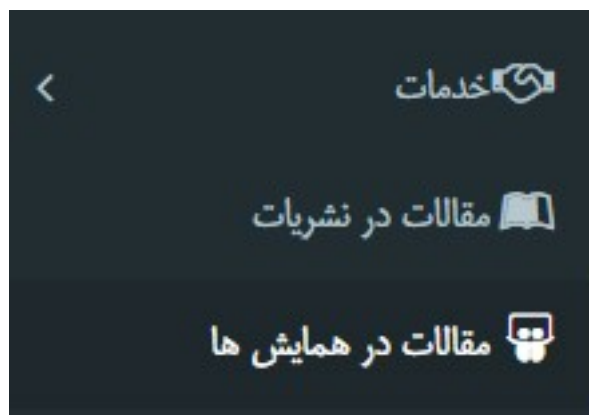 خدمات
مقالات در نشریات
مقالات در همایش ها